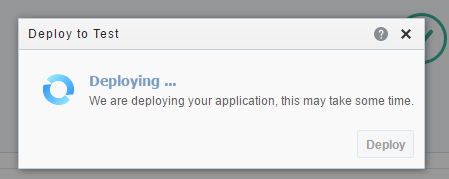 Deploy to Test
Deploying ...
We are deploying your application, this may take some time.
Deploy